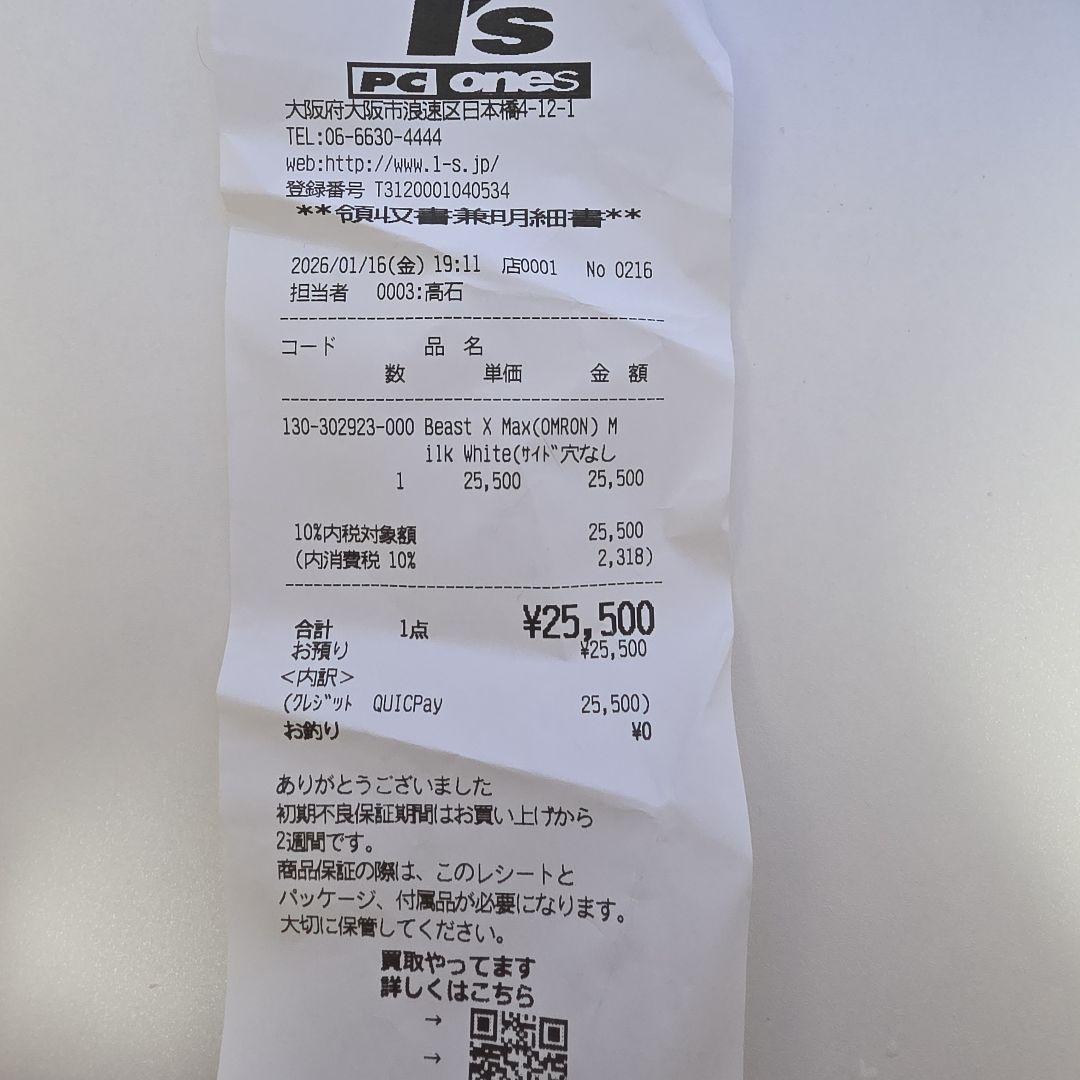 1's
PC oneS
大阪府大阪市浪速区日本橋4-12-1
TEL:06-6630-4444
web:http://www.1-s.jp/
登録番号 T3120001040534
**領収書兼明細書**
2026/01/16(金) 19:11 店0001 No 0216
担当者 0003:高石
コード 品 名
数 単価 金 額
130-302923-000 Beast X Max(OMRON) M
ilk White(ｻｲﾄﾞ穴なし
1 25,500 25,500
10%内税対象額 25,500
(内消費税 10% 2,318)
合計 1点 ¥25,500
お預り ¥25,500
<内訳>
(ｸﾚｼﾞｯﾄ QUICPay 25,500)
お釣り ¥0
ありがとうございました
初期不良保証期間はお買い上げから
2週間です。
商品保証の際は、このレシートと
パッケージ、付属品が必要になります。
大切に保管してください。
買取やってます
詳しくはこちら
→
→